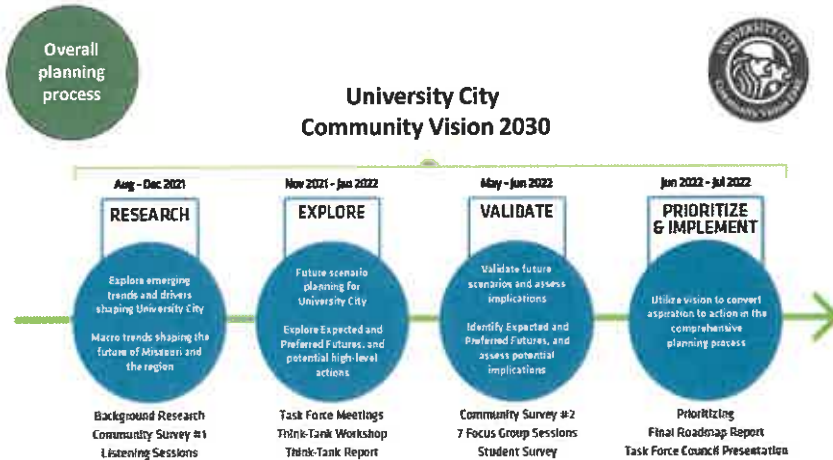 Overall
planning
process
UNIVERSITY CITY
Community Vision 2030
University City
Community Vision 2030
Aug - Dec 2021
RESEARCH
Explore emerging
trends and drivers
shaping University City
Macro trends shaping the
future of Missouri and
the region
Background Research
Community Survey #1
Listening Sessions
Nov 2021 - Jan 2022
EXPLORE
Future scenario
planning for
University City
Explore Expected and
Preferred Futures, and
potential high-level
actions
Task Force Meetings
Think-Tank Workshop
Think-Tank Report
May - Jun 2022
VALIDATE
Validate future
scenarios and assess
implications
Identify Expected and
Preferred Futures, and
assess potential
implications
Community Survey #2
7 Focus Group Sessions
Student Survey
Jun 2022 - Jul 2022
PRIORITIZE
& IMPLEMENT
Utilize vision to convert
aspiration to action in the
comprehensive
planning process
Prioritizing
Final Roadmap Report
Task Force Council Presentation